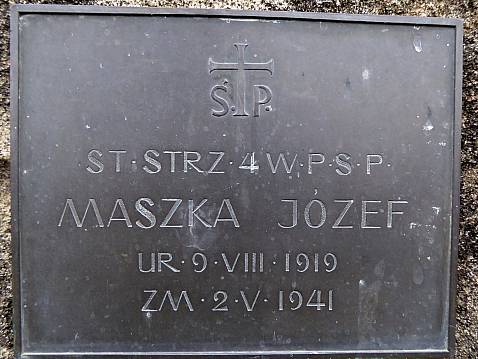 Ś.P.
ST·STRZ·4 W·P·S·P·
MASZKA JÓZEF
UR·9·VIII·1919
ZM·2·V·1941